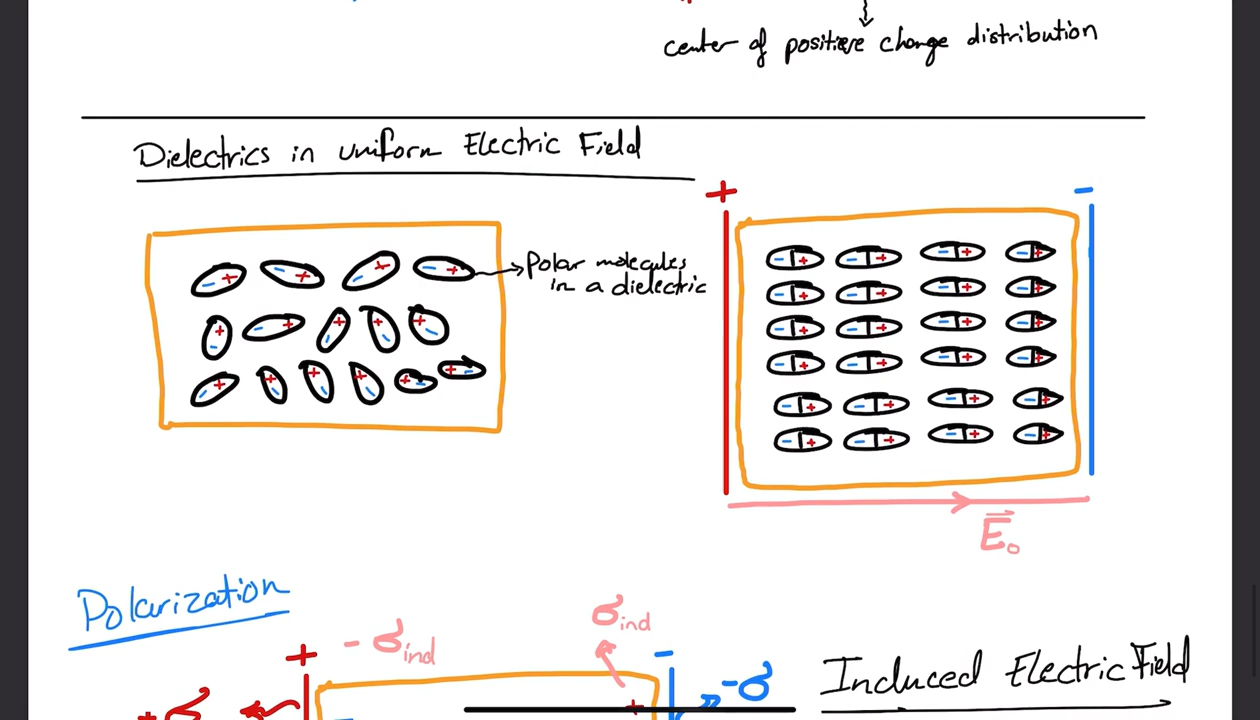 center of positive charge distribution
Dielectrics in uniform Electric Field
+ -
Polar molecules
in a dielectric
E₀
Polarization
+ - σind
σind
-
-σ
Induced Electric Field
+σ